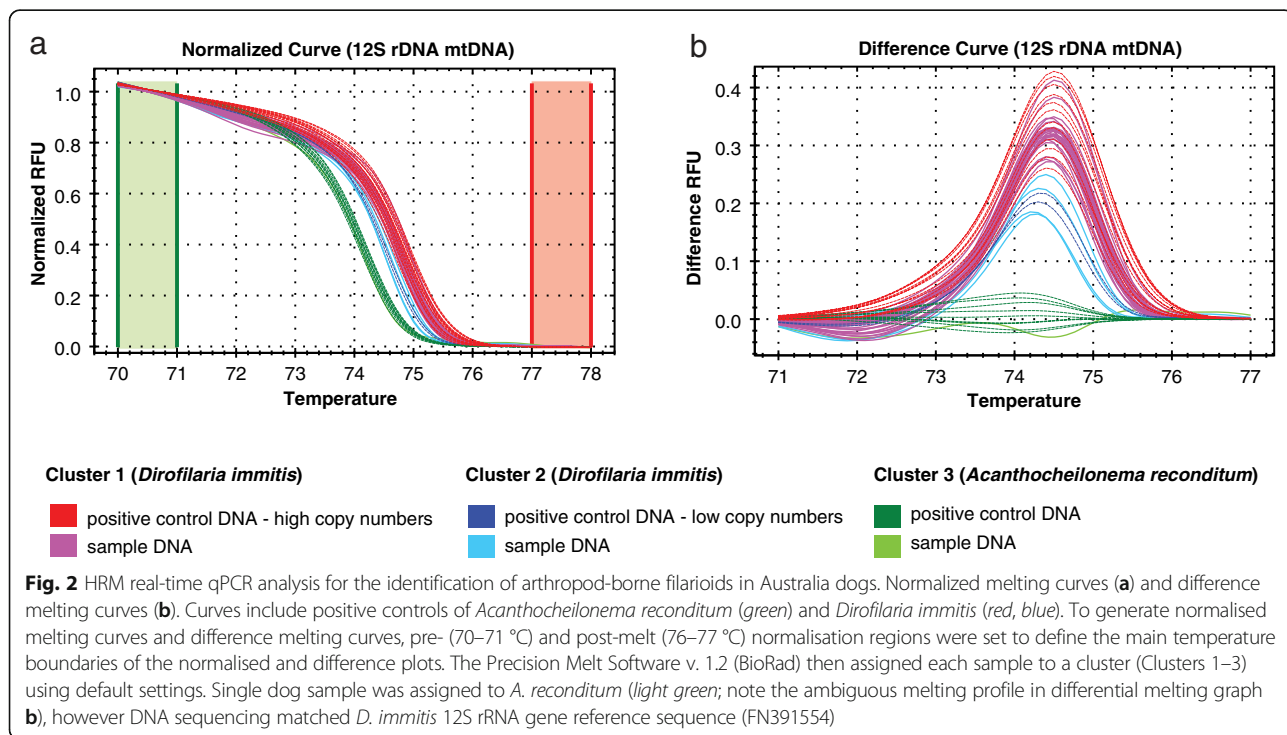 a
Normalized Curve (12S rDNA mtDNA)
Normalized RFU
1.0
0.8
0.6
0.4
0.2
0.0
70 71 72 73 74 75 76 77 78
Temperature
b
Difference Curve (12S rDNA mtDNA)
Difference RFU
0.4
0.3
0.2
0.1
0.0
71 72 73 74 75 76 77
Temperature
Cluster 1 (Dirofilaria immitis)
positive control DNA - high copy numbers
sample DNA
Cluster 2 (Dirofilaria immitis)
positive control DNA - low copy numbers
sample DNA
Cluster 3 (Acanthocheilonema reconditum)
positive control DNA
sample DNA
Fig. 2 HRM real-time qPCR analysis for the identification of arthropod-borne filarioids in Australia dogs. Normalized melting curves (a) and difference
melting curves (b). Curves include positive controls of Acanthocheilonema reconditum (green) and Dirofilaria immitis (red, blue). To generate normalised
melting curves and difference melting curves, pre- (70–71 °C) and post-melt (76–77 °C) normalisation regions were set to define the main temperature
boundaries of the normalised and difference plots. The Precision Melt Software v. 1.2 (BioRad) then assigned each sample to a cluster (Clusters 1–3)
using default settings. Single dog sample was assigned to A. reconditum (light green; note the ambiguous melting profile in differential melting graph
b), however DNA sequencing matched D. immitis 12S rRNA gene reference sequence (FN391554)